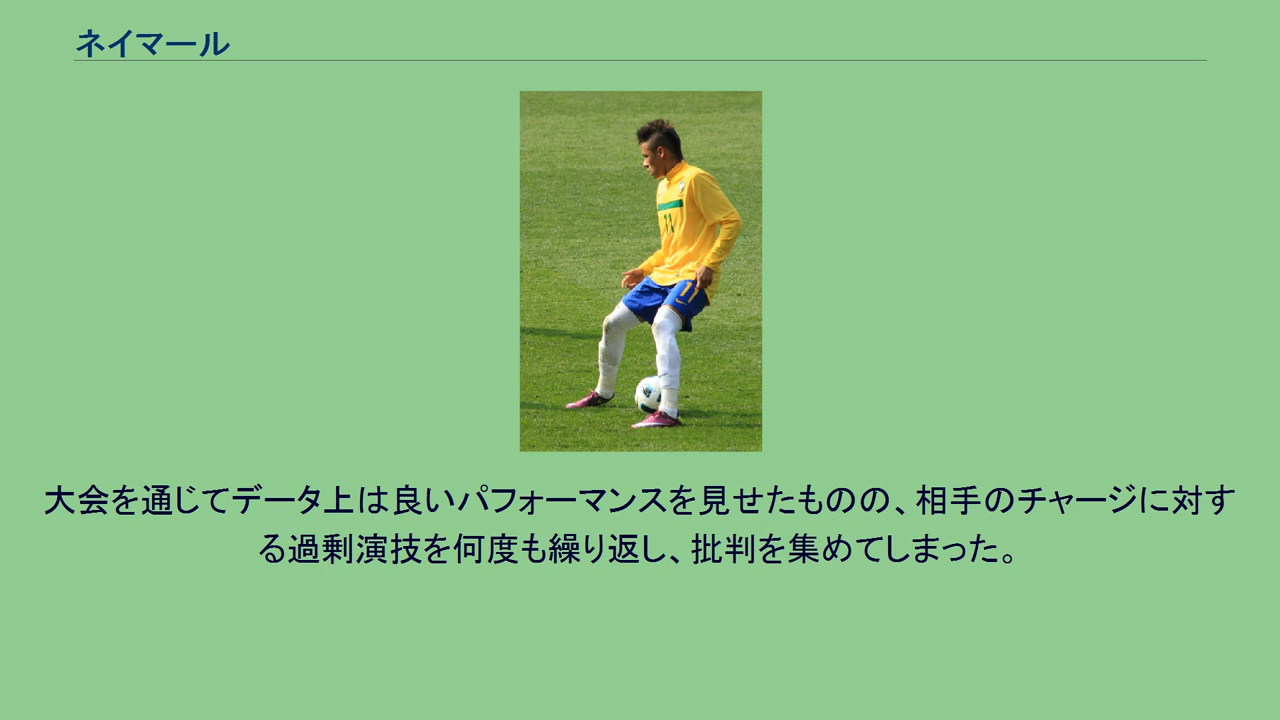 ネイマール
11
11
大会を通じてデータ上は良いパフォーマンスを見せたものの、相手のチャージに対す
る過剰演技を何度も繰り返し、批判を集めてしまった。